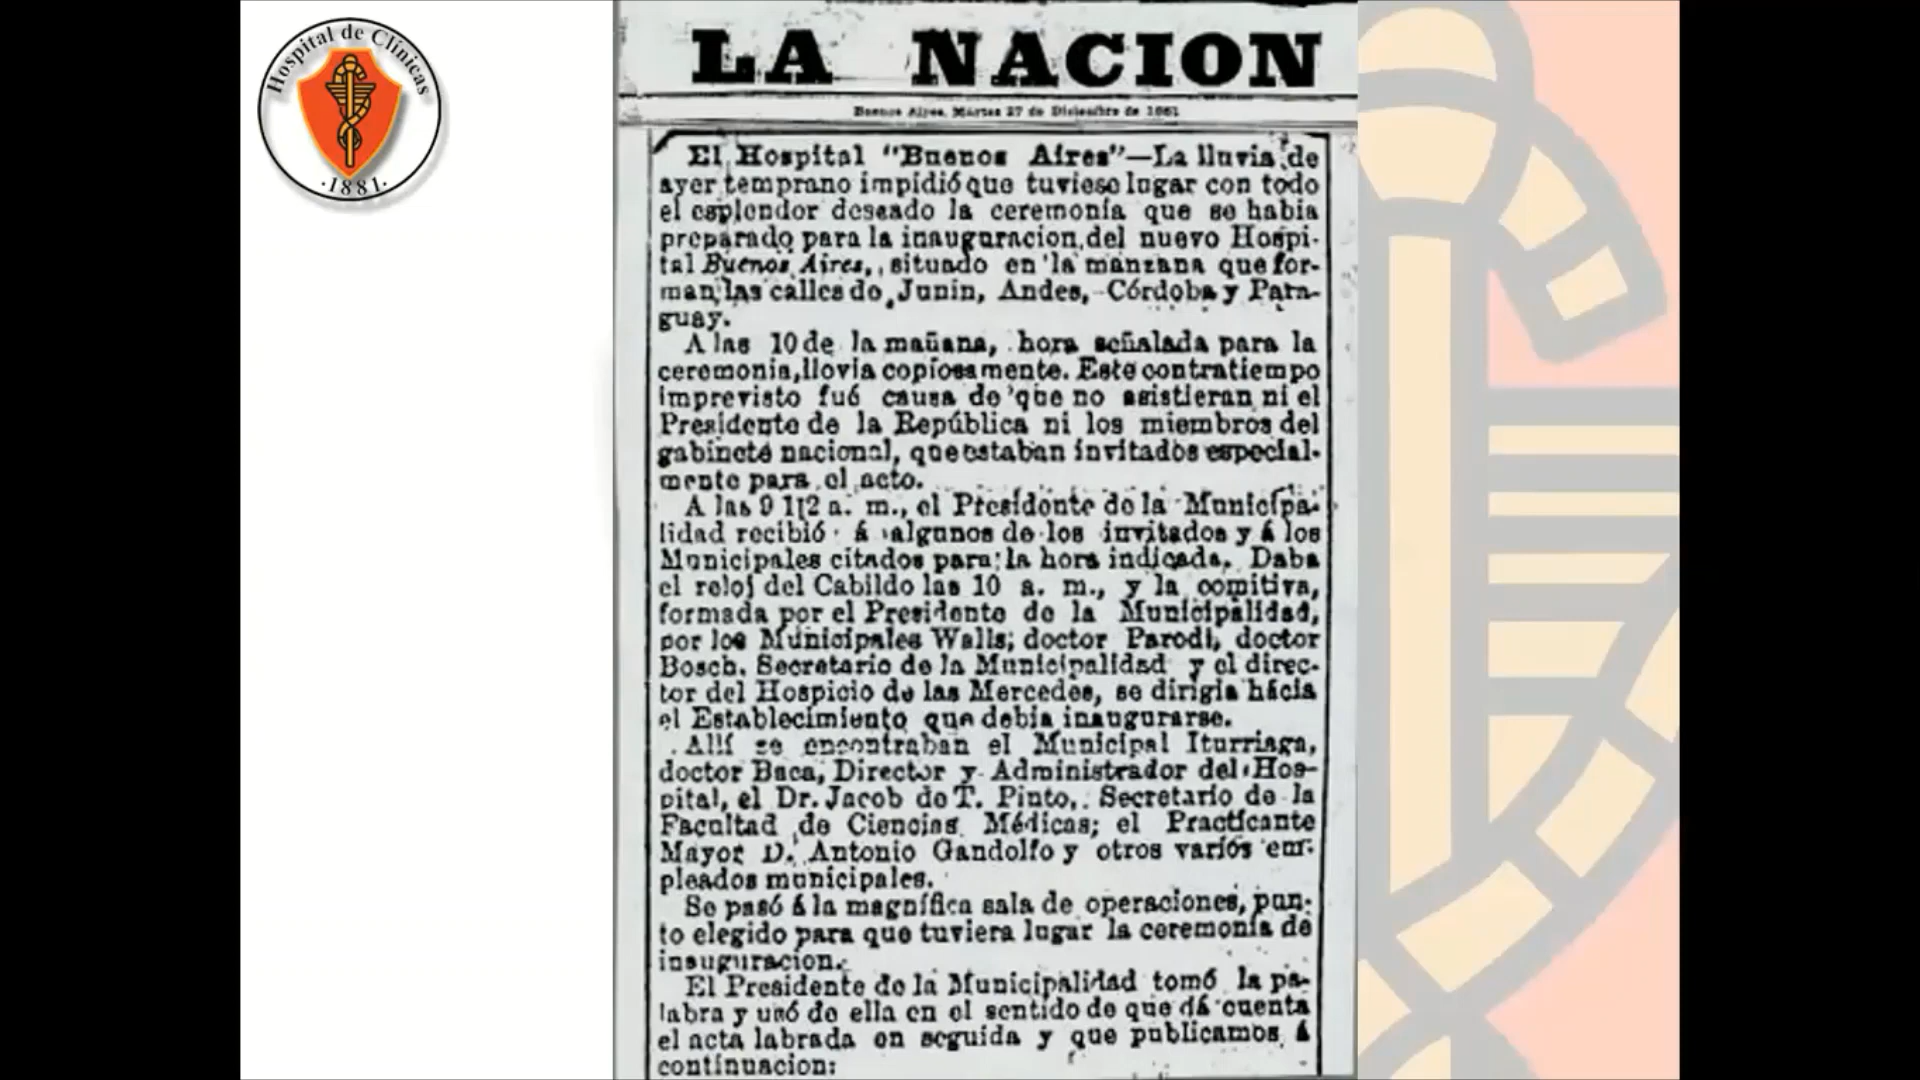 Hospital de Clínicas
·1881·
LA NACION
Buenos Aires, Martes 27 de Diciembre de 1881
El Hospital "Buenos Aires"—La lluvia de
ayer temprano impidió que tuviese lugar con todo
el esplendor deseado la ceremonia que se habia
preparado para la inauguracion del nuevo Hospi-
tal Buenos Aires, situado en la manzana que for-
man las calles de Junin, Andes, Córdoba y Para-
guay.
A las 10 de la mañana, hora señalada para la
ceremonia, llovia copiosamente. Este contratiempo
imprevisto fué causa de que no asistieran ni el
Presidente de la República ni los miembros del
gabinete nacional, que estaban invitados especial-
mente para el acto.
A las 9 1|2 a. m., el Presidente de la Municipa-
lidad recibió á algunos de los invitados y á los
Municipales citados para la hora indicada. Daba
el reloj del Cabildo las 10 a. m., y la comitiva,
formada por el Presidente de la Municipalidad,
por los Municipales Walls; doctor Parodi, doctor
Bosch. Secretario de la Municipalidad y el direc-
tor del Hospicio de las Mercedes, se dirigia hácia
el Establecimiento que debia inaugurarse.
Allí se encontraban el Municipal Iturriaga,
doctor Baca, Director y Administrador del Hos-
pital, el Dr. Jacob de T. Pinto, Secretario de la
Facultad de Ciencias Médicas; el Practicante
Mayor D. Antonio Gandolfo y otros varios em-
pleados municipales.
Se pasó á la magnífica sala de operaciones, pun-
to elegido para que tuviera lugar la ceremonia de
inauguracion.
El Presidente de la Municipalidad tomó la pa-
labra y usó de ella en el sentido de que dá cuenta
el acta labrada en seguida y que publicamos á
continuacion: